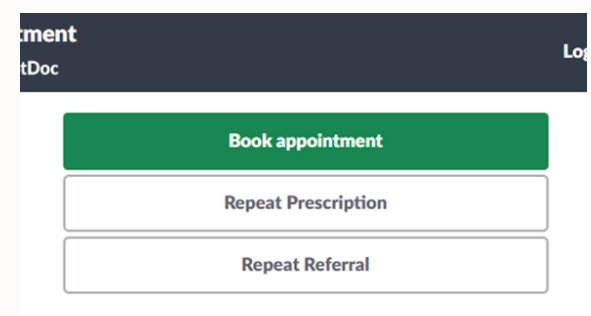 tment
tDoc
Log
Book appointment
Repeat Prescription
Repeat Referral